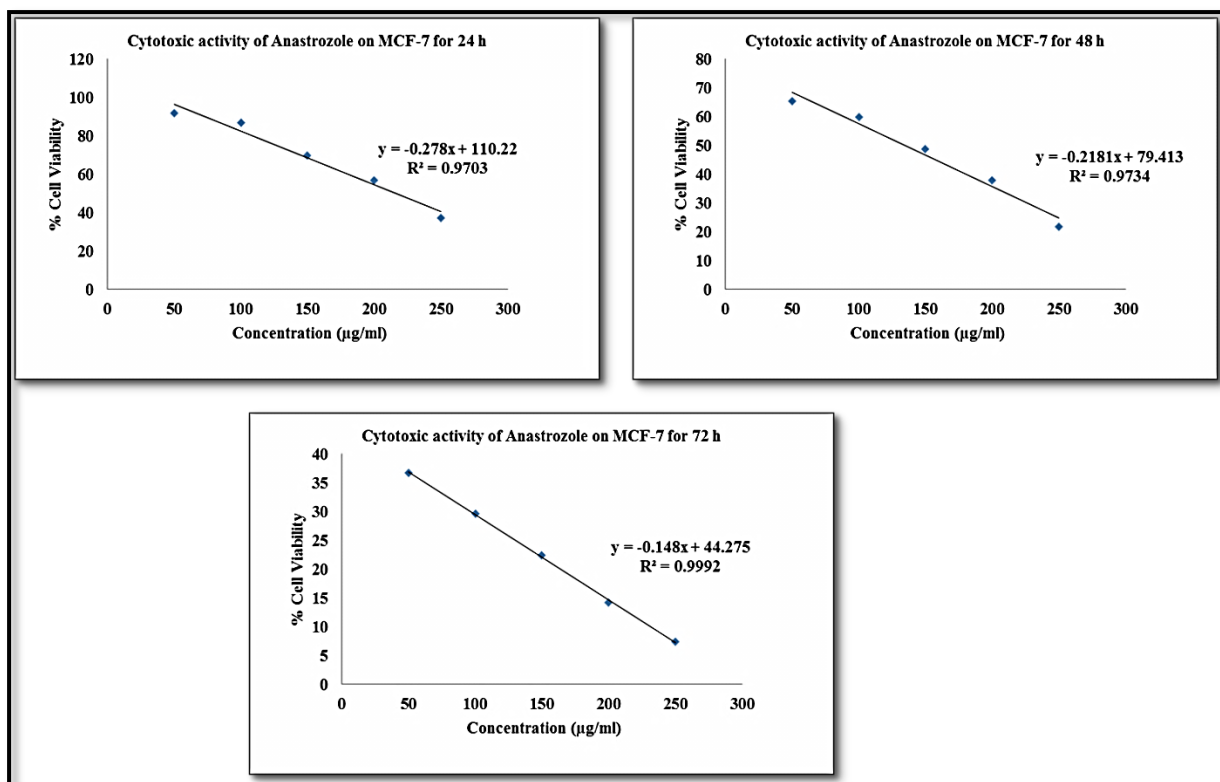 Cytotoxic activity of Anastrozole on MCF-7 for 24 h
120
100
80
60
40
20
0
% Cell Viability
y = -0.278x + 110.22
R² = 0.9703
0 50 100 150 200 250 300
Concentration (µg/ml)
Cytotoxic activity of Anastrozole on MCF-7 for 48 h
80
70
60
50
40
30
20
10
0
% Cell Viability
y = -0.2181x + 79.413
R² = 0.9734
0 50 100 150 200 250 300
Concentration (µg/ml)
Cytotoxic activity of Anastrozole on MCF-7 for 72 h
40
35
30
25
20
15
10
5
0
% Cell Viability
y = -0.148x + 44.275
R² = 0.9992
0 50 100 150 200 250 300
Concentration (µg/ml)